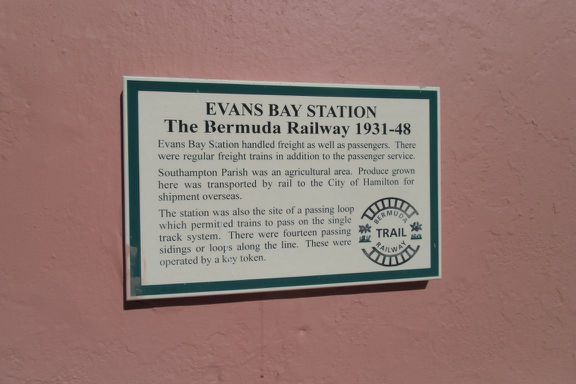 EVANS BAY STATION
The Bermuda Railway 1931-48
Evans Bay Station handled freight as well as passengers. There
were regular freight trains in addition to the passenger service.
Southampton Parish was an agricultural area. Produce grown
here was transported by rail to the City of Hamilton for
shipment overseas.
The station was also the site of a passing loop
which permitted trains to pass on the single
track system. There were fourteen passing
sidings or loops along the line. These were
operated by a key token.
BERMUDA
TRAIL
RAILWAY